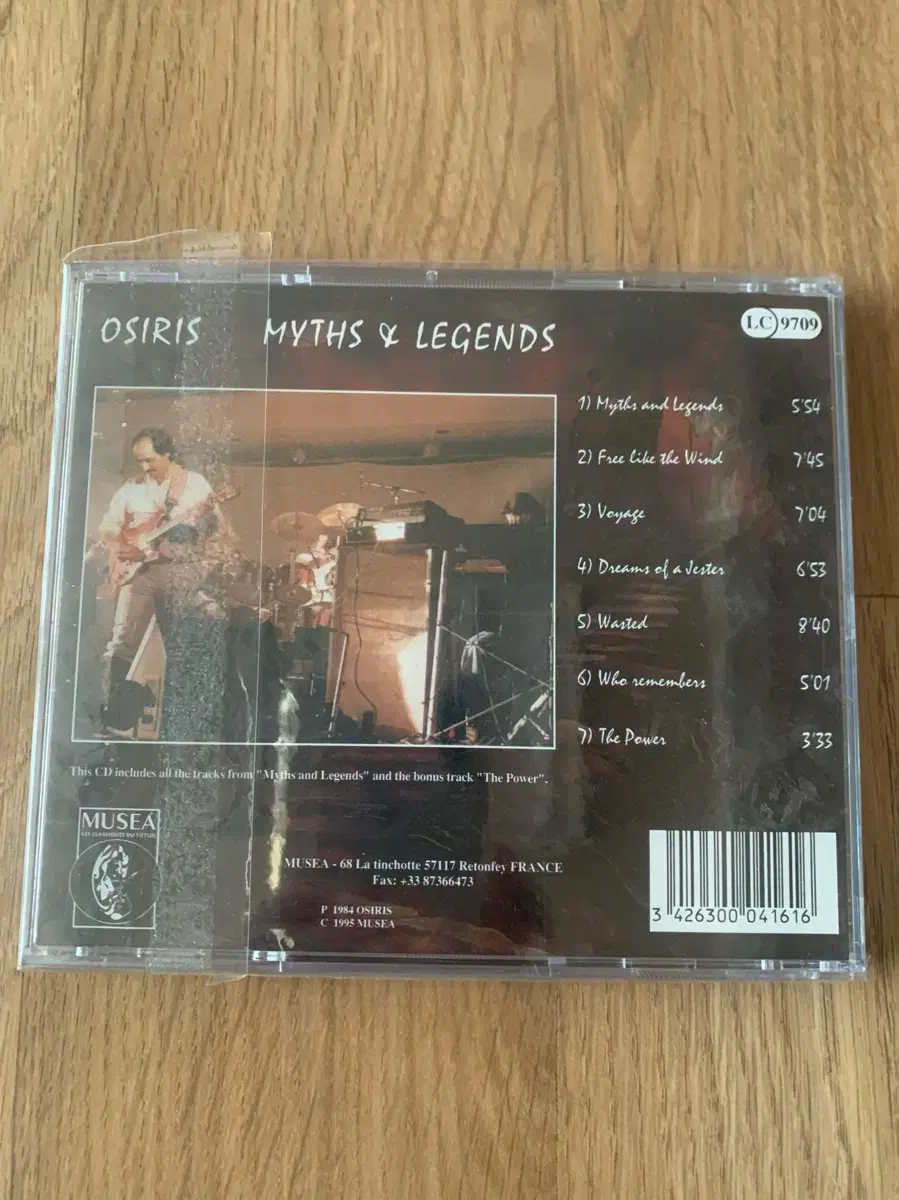 OSIRIS MYTHS & LEGENDS
LC 9709
1) Myths and Legends 5'54
2) Free like the Wind 7'45
3) Voyage 7'04
4) Dreams of a Jester 6'53
5) Wasted 8'40
6) Who remembers 5'01
7) The Power 3'33
This CD includes all the tracks from "Myths and Legends" and the bonus track "The Power".
MUSEA
LES CLASSIQUES DU FUTUR
MUSEA - 68 La tinchotte 57117 Retonfey FRANCE
Fax: +33 87366473
P 1984 OSIRIS
C 1995 MUSEA
3 426300 041616